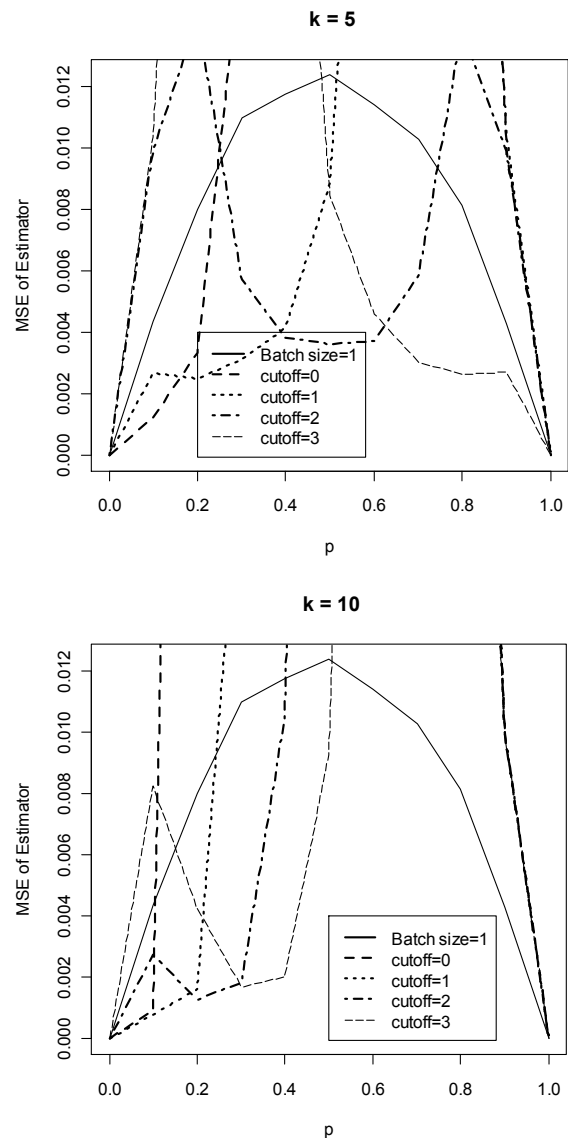 k = 5
MSE of Estimator
0.012
0.010
0.008
0.006
0.004
0.002
0.000
Batch size=1
cutoff=0
cutoff=1
cutoff=2
cutoff=3
0.0 0.2 0.4 0.6 0.8 1.0
p
k = 10
MSE of Estimator
0.012
0.010
0.008
0.006
0.004
0.002
0.000
Batch size=1
cutoff=0
cutoff=1
cutoff=2
cutoff=3
0.0 0.2 0.4 0.6 0.8 1.0
p